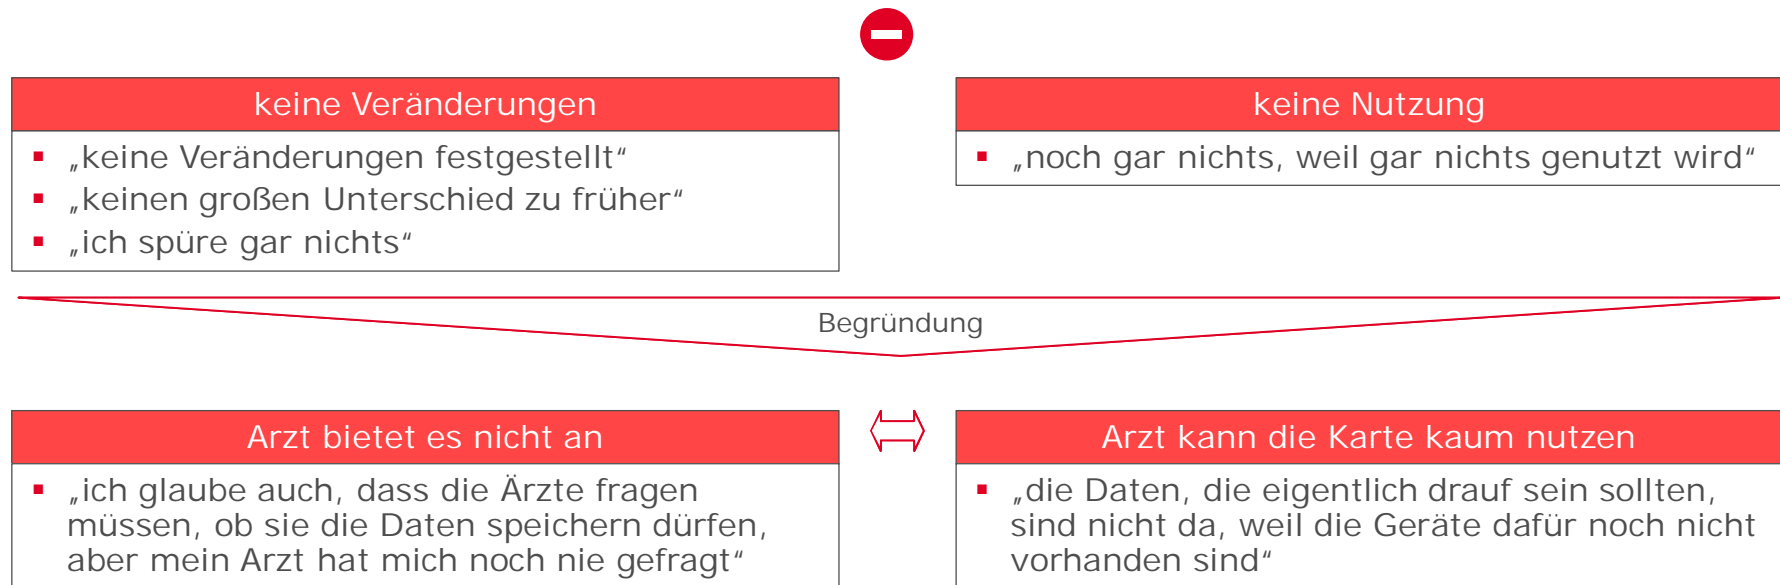 keine Veränderungen
„keine Veränderungen festgestellt“
„keinen großen Unterschied zu früher“
„ich spüre gar nichts“
keine Nutzung
„noch gar nichts, weil gar nichts genutzt wird“
Begründung
Arzt bietet es nicht an
„ich glaube auch, dass die Ärzte fragen
müssen, ob sie die Daten speichern dürfen,
aber mein Arzt hat mich noch nie gefragt“
Arzt kann die Karte kaum nutzen
„die Daten, die eigentlich drauf sein sollten,
sind nicht da, weil die Geräte dafür noch nicht
vorhanden sind“